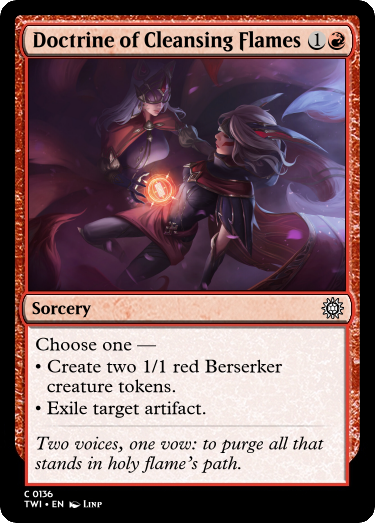 Doctrine of Cleansing Flames 1
Sorcery
Choose one —
• Create two 1/1 red Berserker
creature tokens.
• Exile target artifact.
Two voices, one vow: to purge all that
stands in holy flame's path.
C 0136
TWI • EN Linp